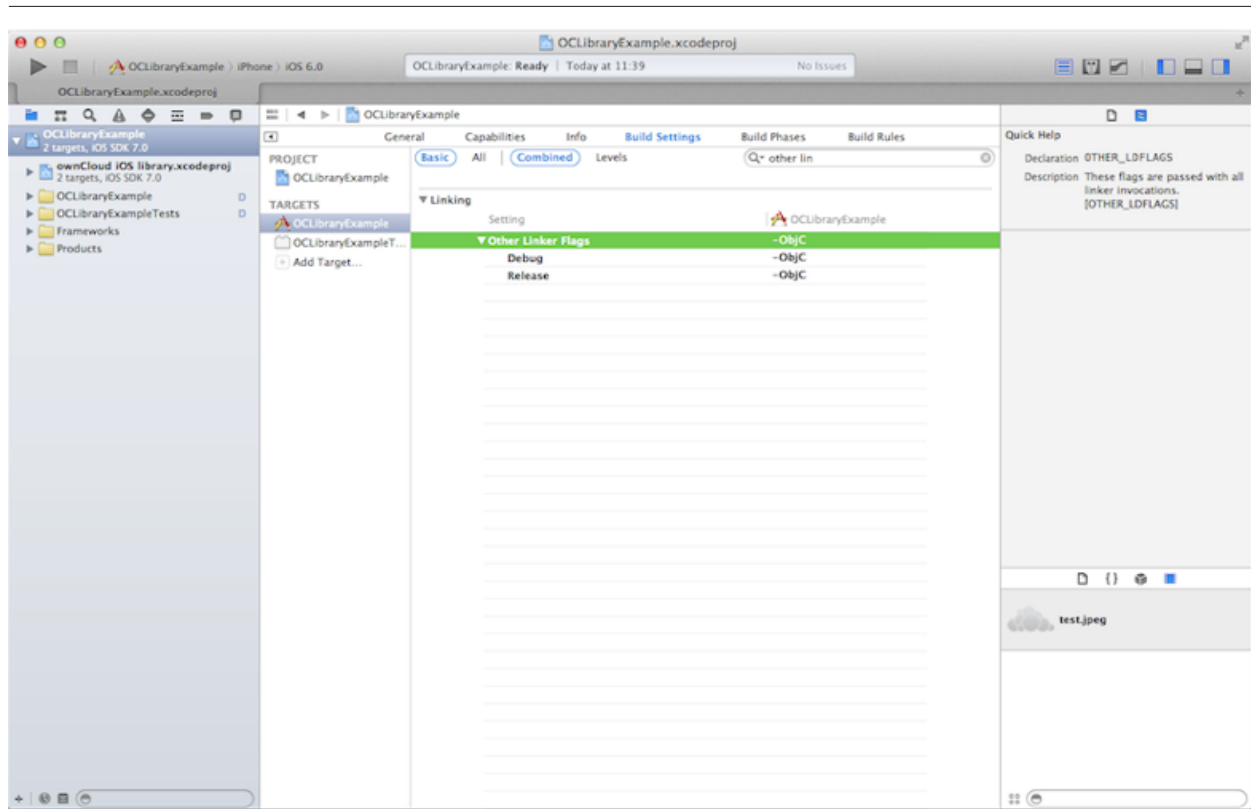 OCLibraryExample.xcodeproj
OCLibraryExample iPhone iOS 6.0
OCLibraryExample: Ready | Today at 11:39
No Issues
OCLibraryExample.xcodeproj
OCLibraryExample
2 targets, iOS SDK 7.0
ownCloud iOS library.xcodeproj
2 targets, iOS SDK 7.0
OCLibraryExample D
OCLibraryExampleTests D
Frameworks
Products
OCLibraryExample
General Capabilities Info Build Settings Build Phases Build Rules
PROJECT
OCLibraryExample
TARGETS
OCLibraryExample
OCLibraryExampleT...
Add Target...
Basic All Combined Levels
other lin
Linking
Setting OCLibraryExample
Other Linker Flags -ObjC
Debug -ObjC
Release -ObjC
Quick Help
Declaration OTHER_LDFLAGS
Description These flags are passed with all
linker invocations.
[OTHER_LDFLAGS]
{}
test.jpeg